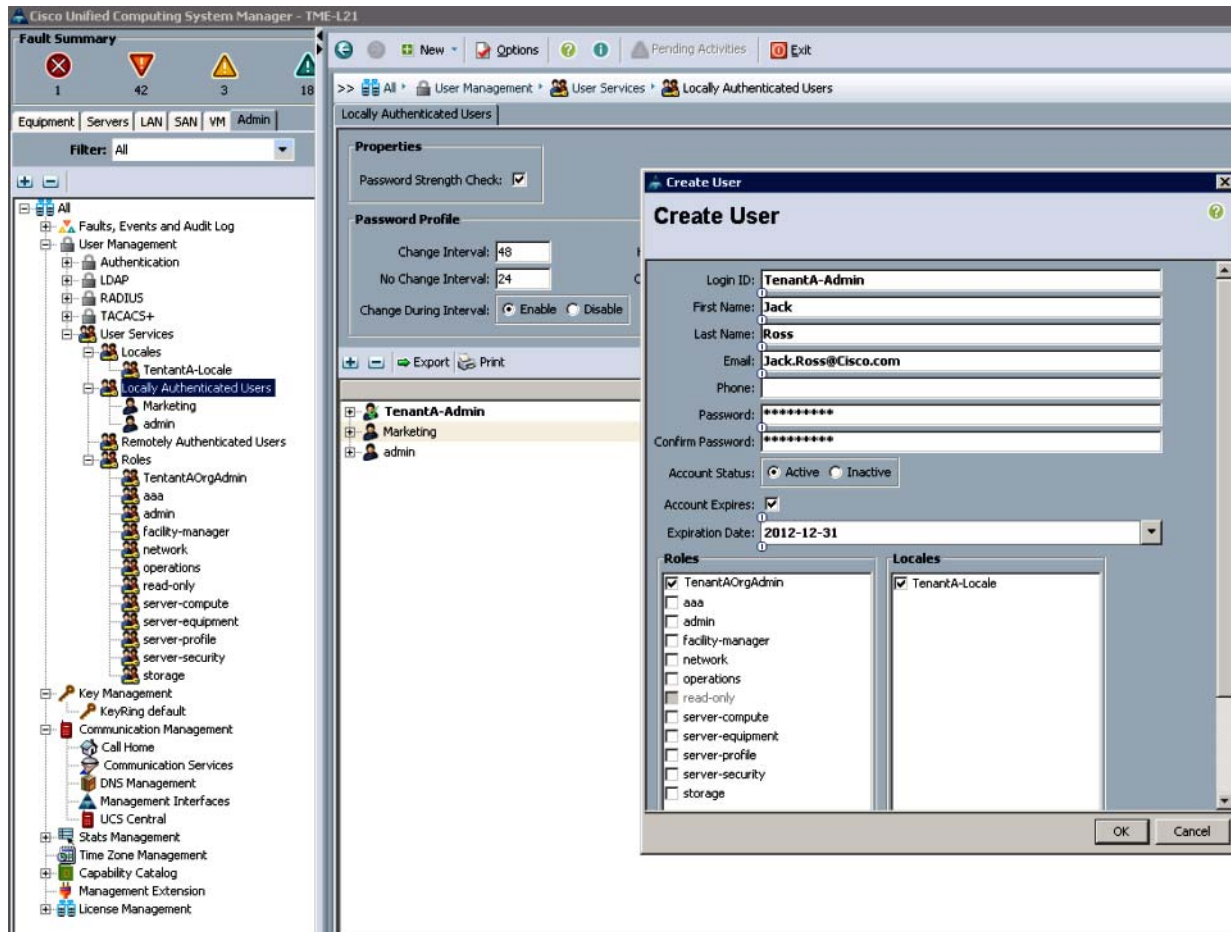 Cisco Unified Computing System Manager - TME-L21
Fault Summary
1 42 3 18
Equipment Servers LAN SAN VM Admin
Filter: All
All
Faults, Events and Audit Log
User Management
Authentication
LDAP
RADIUS
TACACS+
User Services
Locales
TentantA-Locale
Locally Authenticated Users
Marketing
admin
Remotely Authenticated Users
Roles
TentantAOrgAdmin
aaa
admin
facility-manager
network
operations
read-only
server-compute
server-equipment
server-profile
server-security
storage
Key Management
KeyRing default
Communication Management
Call Home
Communication Services
DNS Management
Management Interfaces
UCS Central
Stats Management
Time Zone Management
Capability Catalog
Management Extension
License Management
New Options Pending Activities Exit
>> All User Management User Services Locally Authenticated Users
Locally Authenticated Users
Properties
Password Strength Check:
Password Profile
Change Interval: 48
No Change Interval: 24
Change During Interval: Enable Disable
Export Print
TenantA-Admin
Marketing
admin
Create User
Create User
Login ID: TenantA-Admin
First Name: Jack
Last Name: Ross
Email: Jack.Ross@Cisco.com
Phone:
Password: *********
Confirm Password: *********
Account Status: Active Inactive
Account Expires:
Expiration Date: 2012-12-31
Roles
TenantAOrgAdmin
aaa
admin
facility-manager
network
operations
read-only
server-compute
server-equipment
server-profile
server-security
storage
Locales
TenantA-Locale
OK Cancel